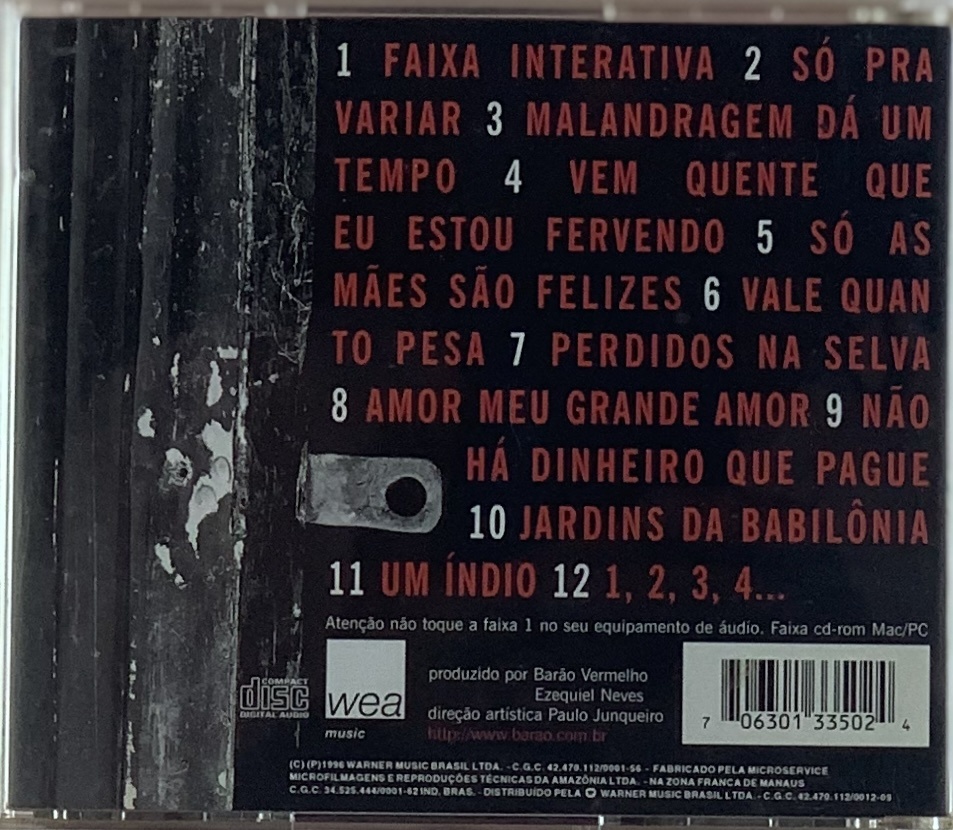 1 FAIXA INTERATIVA 2 SÓ PRA
VARIAR 3 MALANDRAGEM DÁ UM
TEMPO 4 VEM QUENTE QUE
EU ESTOU FERVENDO 5 SÓ AS
MÃES SÃO FELIZES 6 VALE QUAN
TO PESA 7 PERDIDOS NA SELVA
8 AMOR MEU GRANDE AMOR 9 NÃO
HÁ DINHEIRO QUE PAGUE
10 JARDINS DA BABILÔNIA
11 UM ÍNDIO 12 1, 2, 3, 4...
Atenção não toque a faixa 1 no seu equipamento de áudio. Faixa cd-rom Mac/PC
COMPACT
disc
DIGITAL AUDIO
wea
music
produzido por Barão Vermelho
Ezequiel Neves
direção artística Paulo Junqueiro
http://www.barao.com.br
7 06301 33502 4
(C) (P)1996 WARNER MUSIC BRASIL LTDA. - C.G.C. 42.470.112/0001-56 - FABRICADO PELA MICROSERVICE
MICROFILMAGENS E REPRODUÇÕES TÉCNICAS DA AMAZÔNIA LTDA. - NA ZONA FRANCA DE MANAUS
C.G.C. 34.525.444/0001-62 IND. BRAS. - DISTRIBUÍDO PELA WARNER MUSIC BRASIL LTDA. - C.G.C. 42.470.112/0012-09